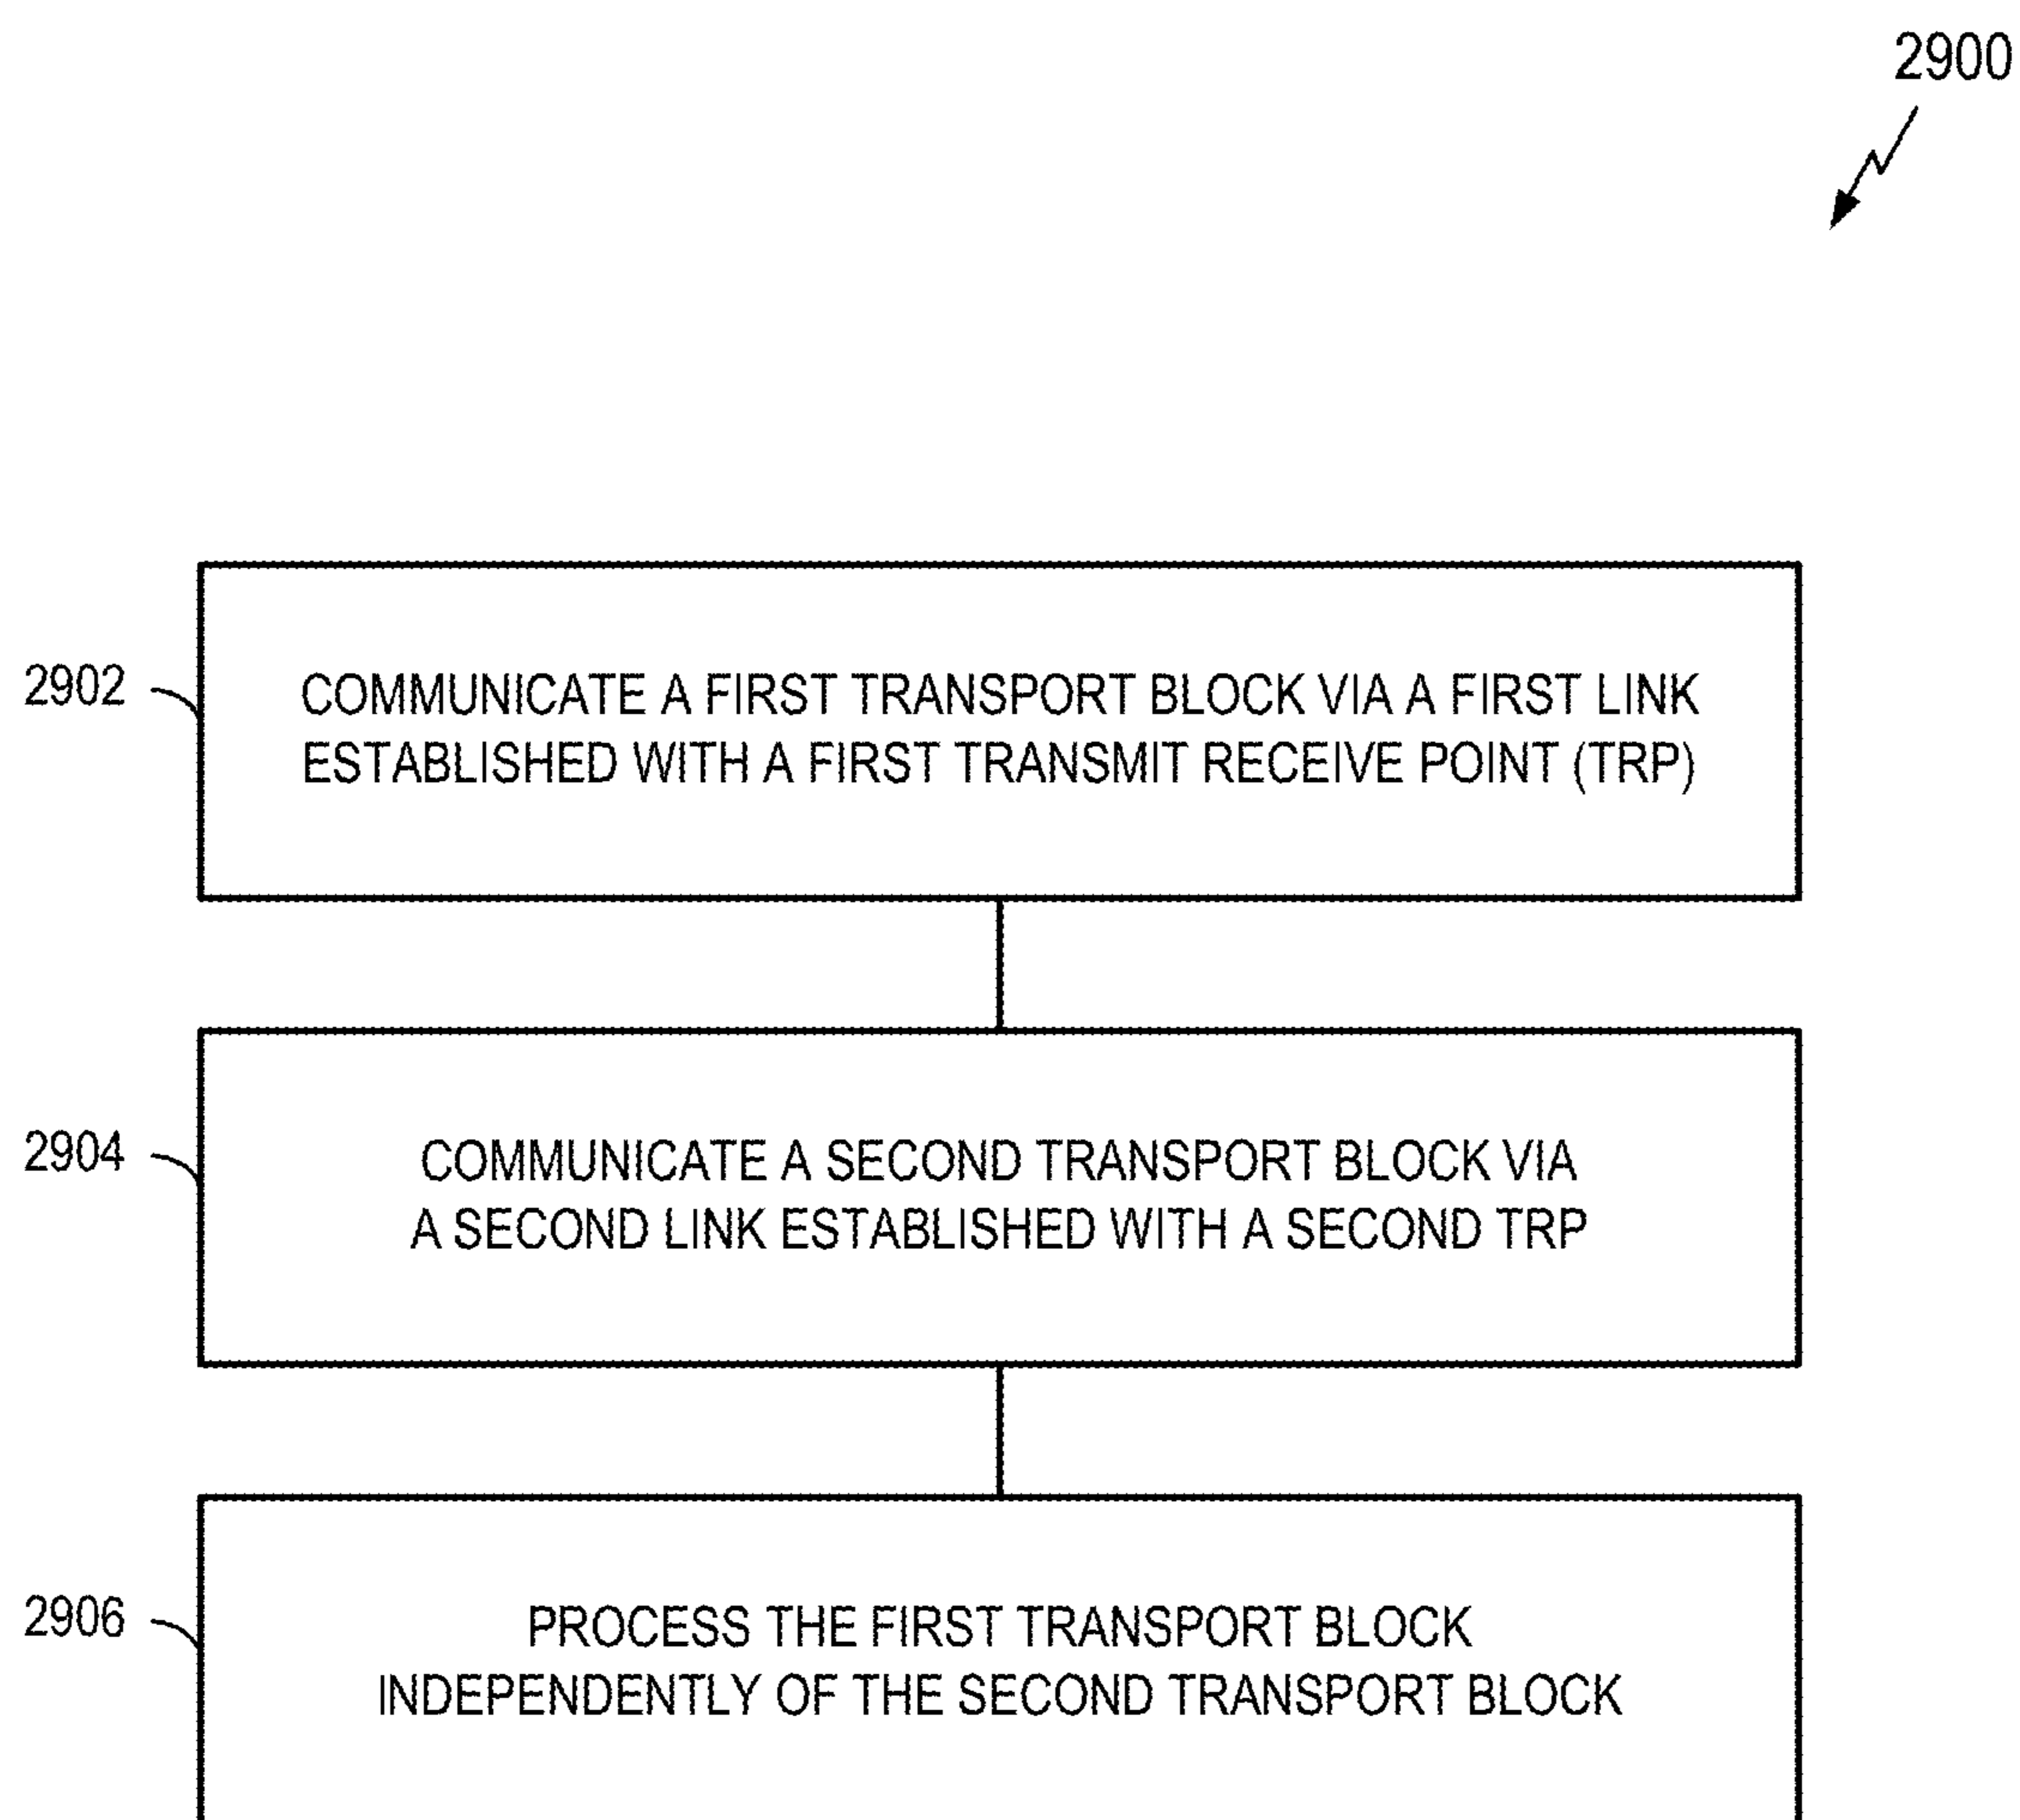 2900
2902
COMMUNICATE A FIRST TRANSPORT BLOCK VIA A FIRST LINK
ESTABLISHED WITH A FIRST TRANSMIT RECEIVE POINT (TRP)
2904
COMMUNICATE A SECOND TRANSPORT BLOCK VIA
A SECOND LINK ESTABLISHED WITH A SECOND TRP
2906
PROCESS THE FIRST TRANSPORT BLOCK
INDEPENDENTLY OF THE SECOND TRANSPORT BLOCK